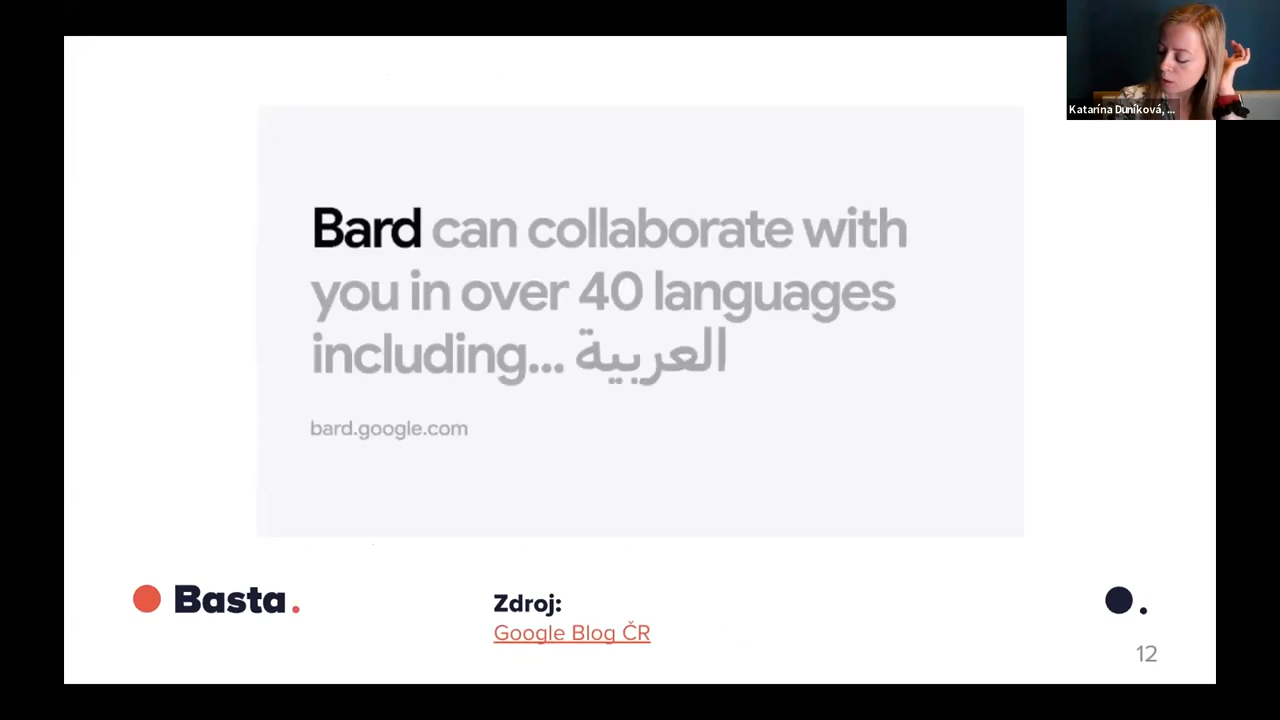 Katarína Duníková, ...
Bard can collaborate with
you in over 40 languages
including... العربية
bard.google.com
Basta.
Zdroj:
Google Blog ČR
12